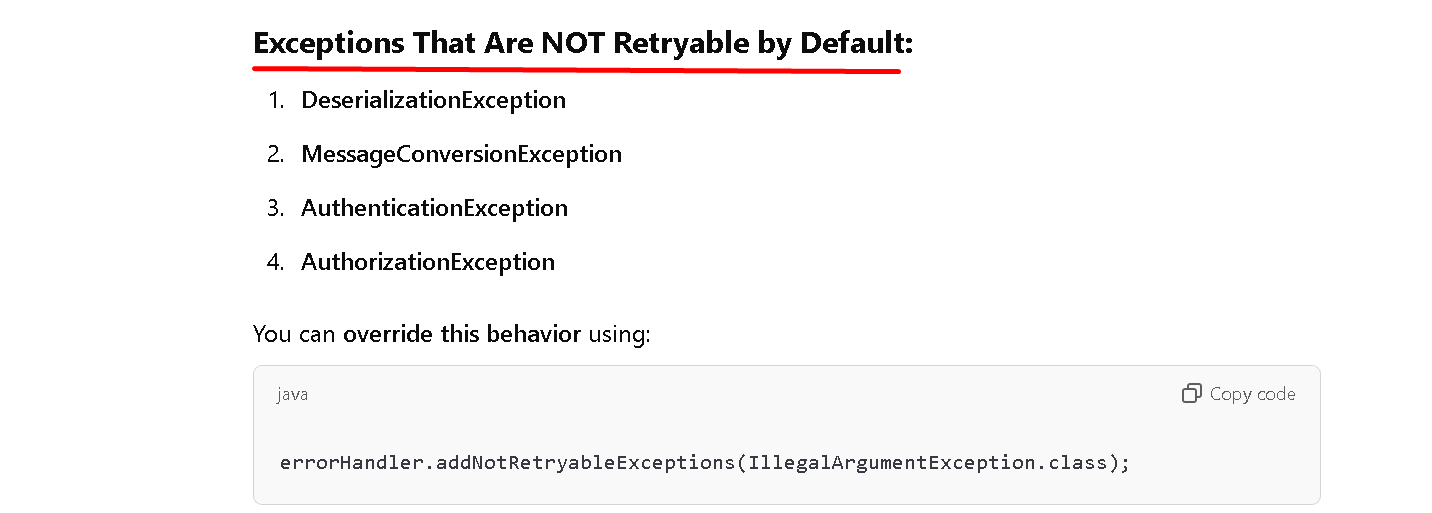 Exceptions That Are NOT Retryable by Default:
1. DeserializationException
2. MessageConversionException
3. AuthenticationException
4. AuthorizationException
You can override this behavior using:
java Copy code
errorHandler.addNotRetryableExceptions(IllegalArgumentException.class);